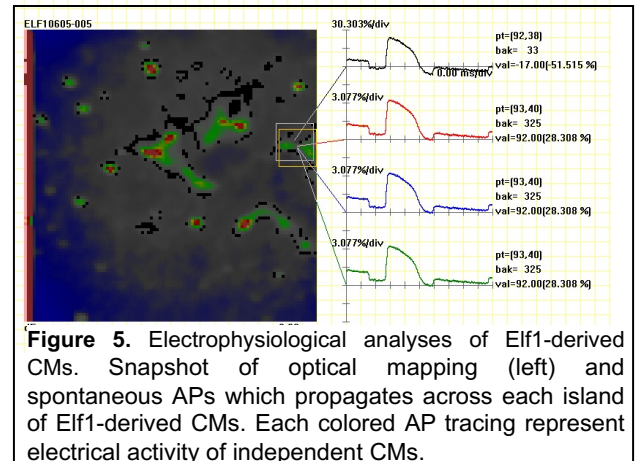 ELF10605-005
30.303%/div
pt=(92,38)
bak= 33
val=-17.00(-51.515 %)
0.00 ms/div
3.077%/div
pt=(93,40)
bak= 325
val=92.00(28.308 %)
3.077%/div
pt=(93,40)
bak= 325
val=92.00(28.308 %)
3.077%/div
pt=(93,40)
bak= 325
val=92.00(28.308 %)
Figure 5. Electrophysiological analyses of Elf1-derived
CMs. Snapshot of optical mapping (left) and
spontaneous APs which propagates across each island
of Elf1-derived CMs. Each colored AP tracing represent
electrical activity of independent CMs.